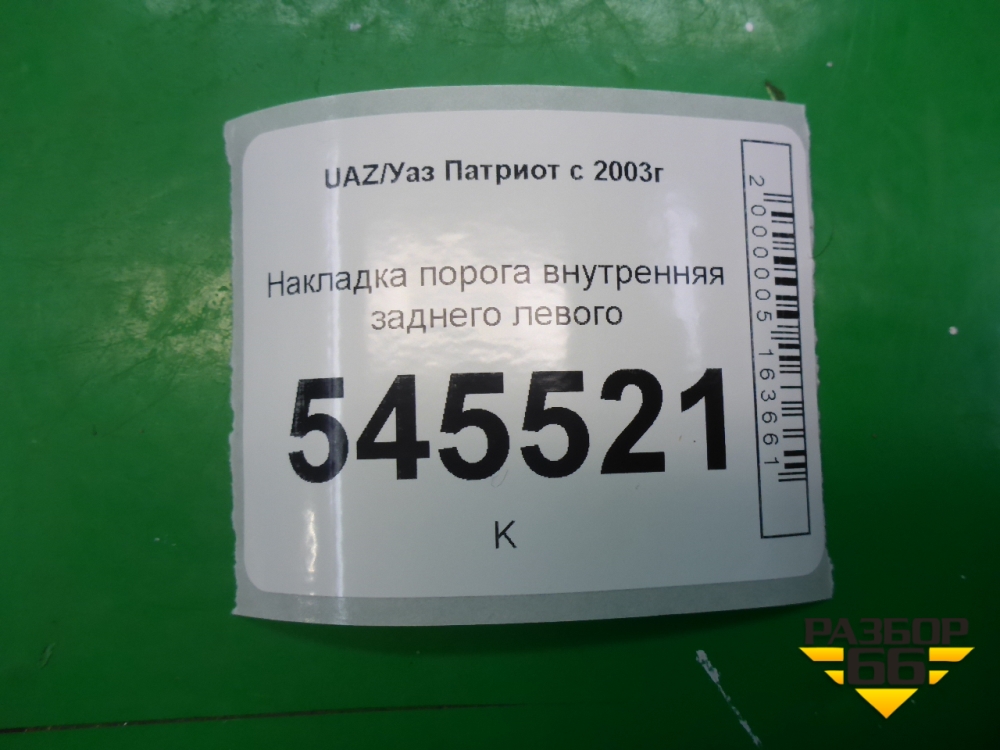 UAZ/Уаз Патриот с 2003г
Накладка порога внутренняя
заднего левого
545521
К
2000005163661
РАЗБОР
66